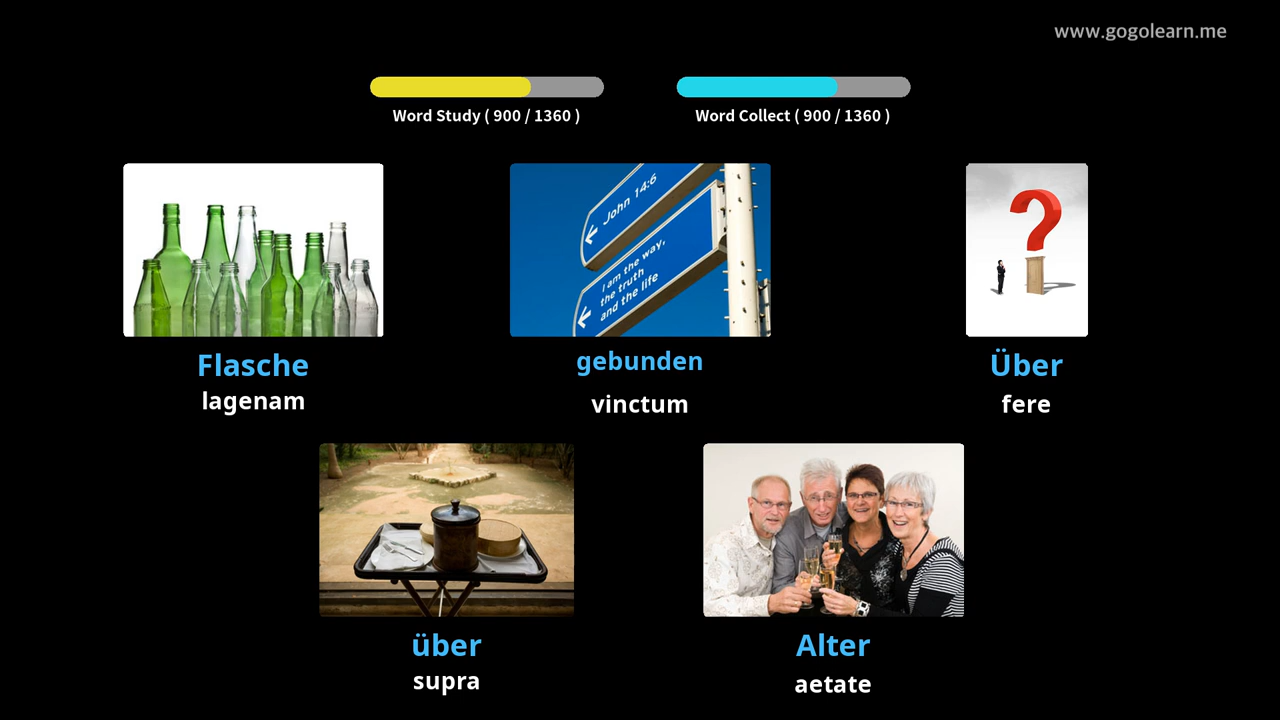 www.gogolearn.me
Word Study ( 900 / 1360 )
Word Collect ( 900 / 1360 )
John 14:6
I am the way,
the truth
and the life
Flasche
lagenam
gebunden
vinctum
Über
fere
über
supra
Alter
aetate